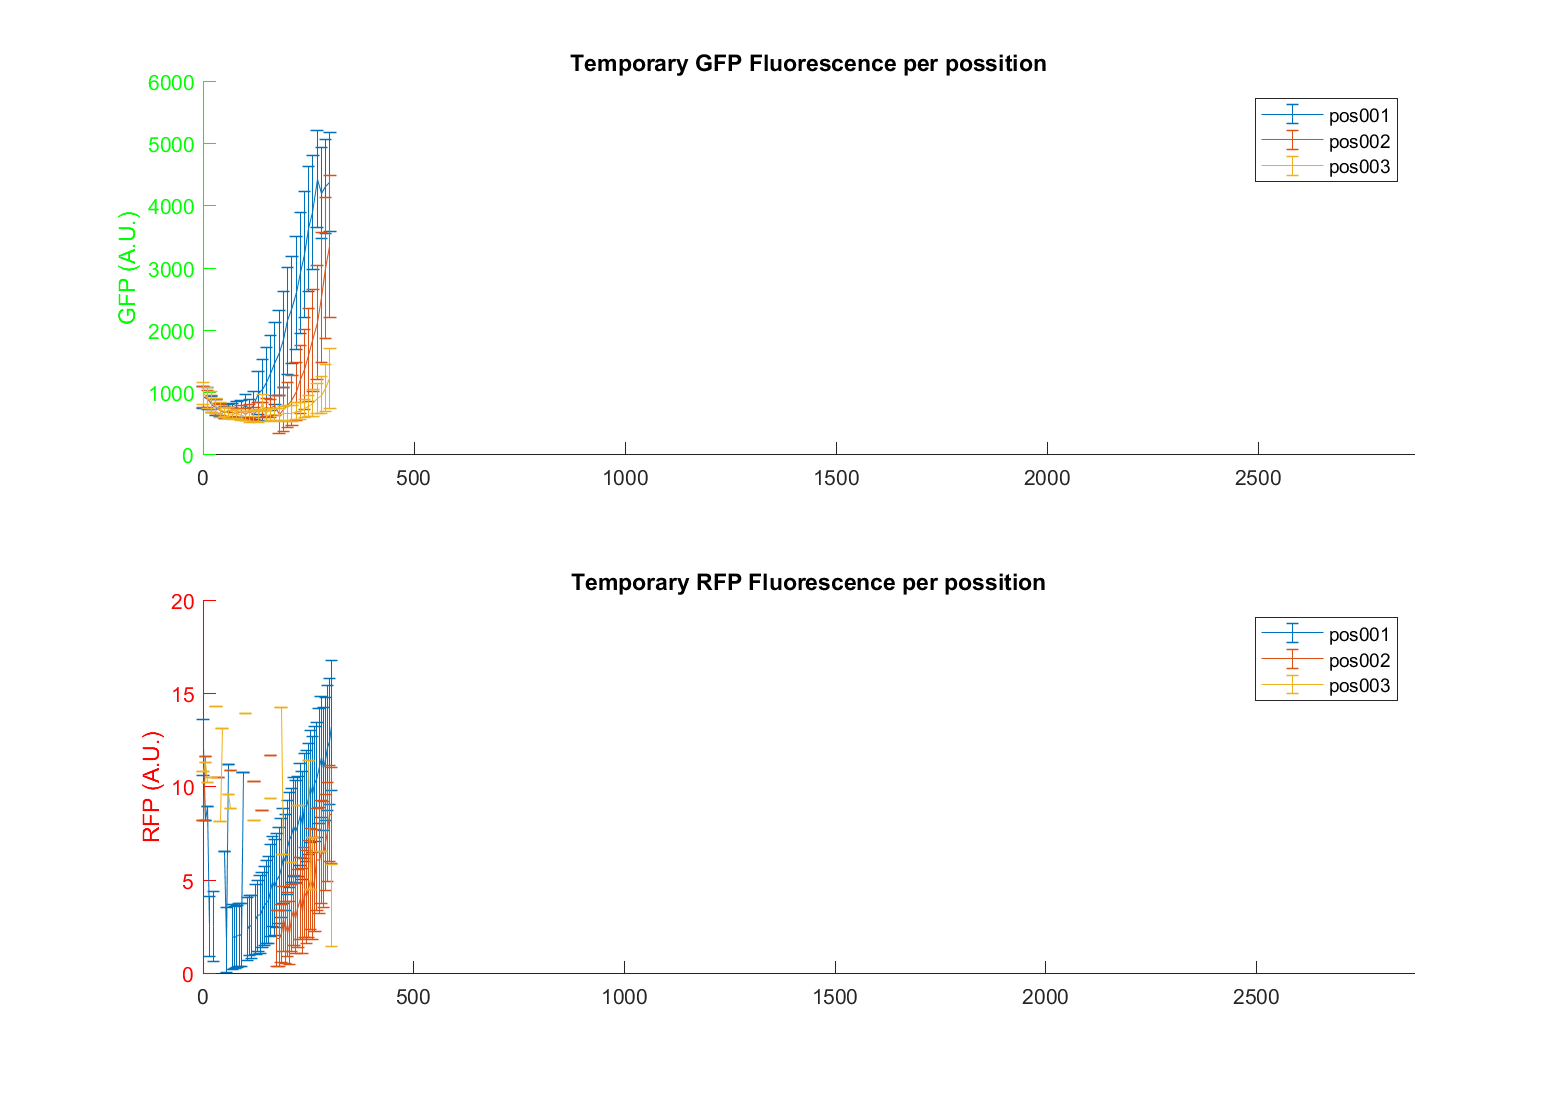 Temporary GFP Fluorescence per possition
6000
5000
4000
3000
2000
1000
0
GFP (A.U.)
pos001
pos002
pos003
0 500 1000 1500 2000 2500
Temporary RFP Fluorescence per possition
20
15
10
5
0
RFP (A.U.)
pos001
pos002
pos003
0 500 1000 1500 2000 2500